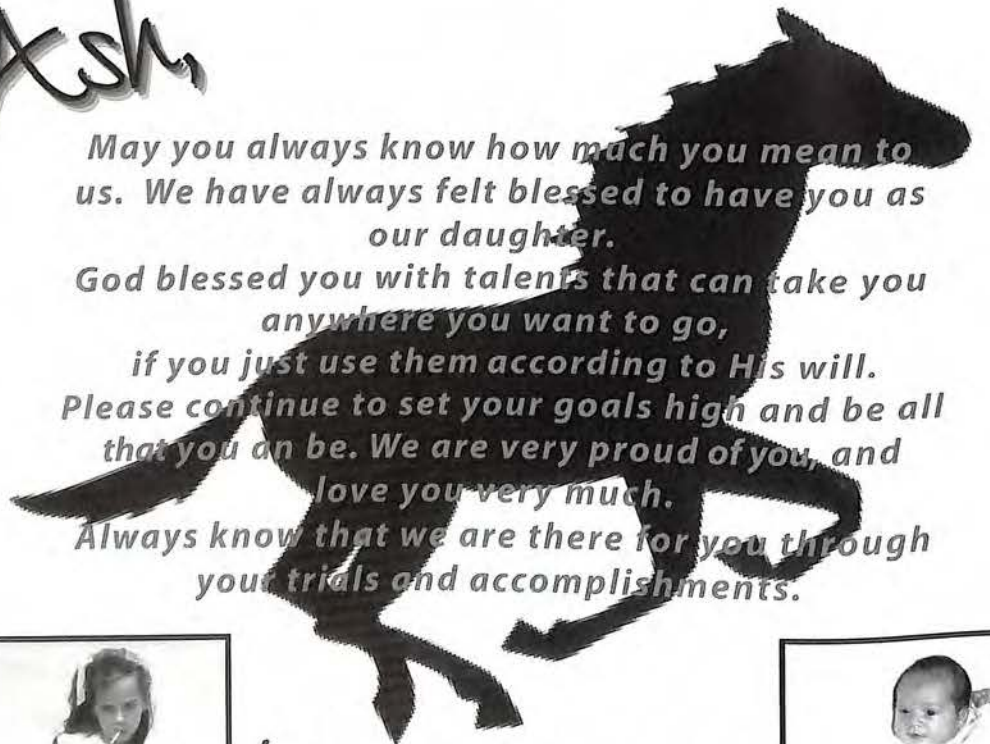 Ash,
May you always know how much you mean to
us. We have always felt blessed to have you as
our daughter.
God blessed you with talents that can take you
anywhere you want to go,
if you just use them according to His will.
Please continue to set your goals high and be all
that you an be. We are very proud of you, and
love you very much.
Always know that we are there for you through
your trials and accomplishments.